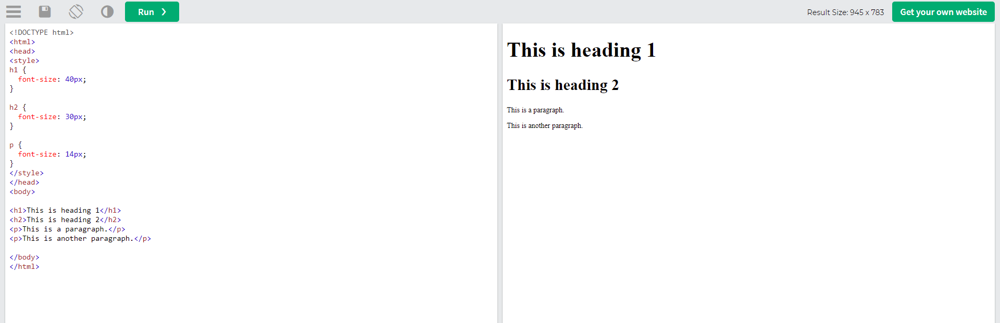 Run ❯
Result Size: 945 x 783
Get your own website
<!DOCTYPE html>
<html>
<head>
<style>
h1 {
  font-size: 40px;
}
h2 {
  font-size: 30px;
}
p {
  font-size: 14px;
}
</style>
</head>
<body>
<h1>This is heading 1</h1>
<h2>This is heading 2</h2>
<p>This is a paragraph.</p>
<p>This is another paragraph.</p>
</body>
</html>
This is heading 1
This is heading 2
This is a paragraph.
This is another paragraph.